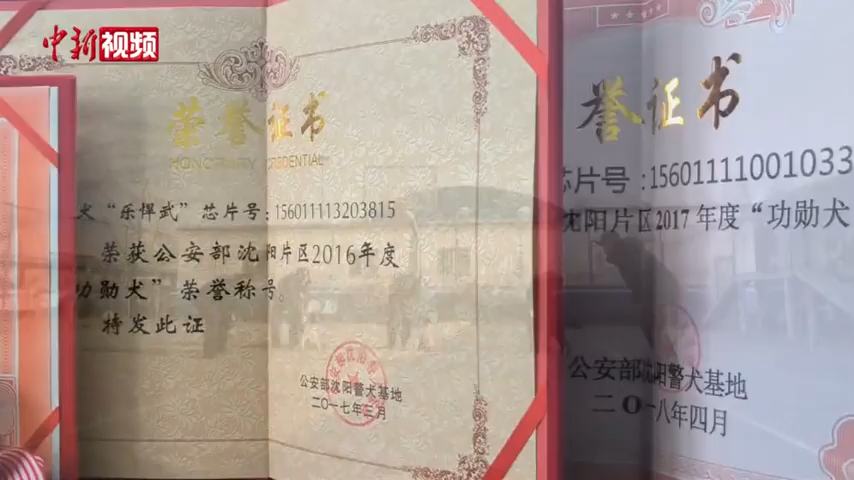 中新视频
荣誉证书
HONORARY CREDENTIAL
犬“乐悍武”芯片号:156011113203815
荣获公安部沈阳片区2016年度
功勋犬”荣誉称号。
特发此证
公安部沈阳警犬基地
二〇一七年三月
誉证书
芯片号:15601111001033
沈阳片区2017年度“功勋犬
公安部沈阳警犬基地
二〇一八年四月